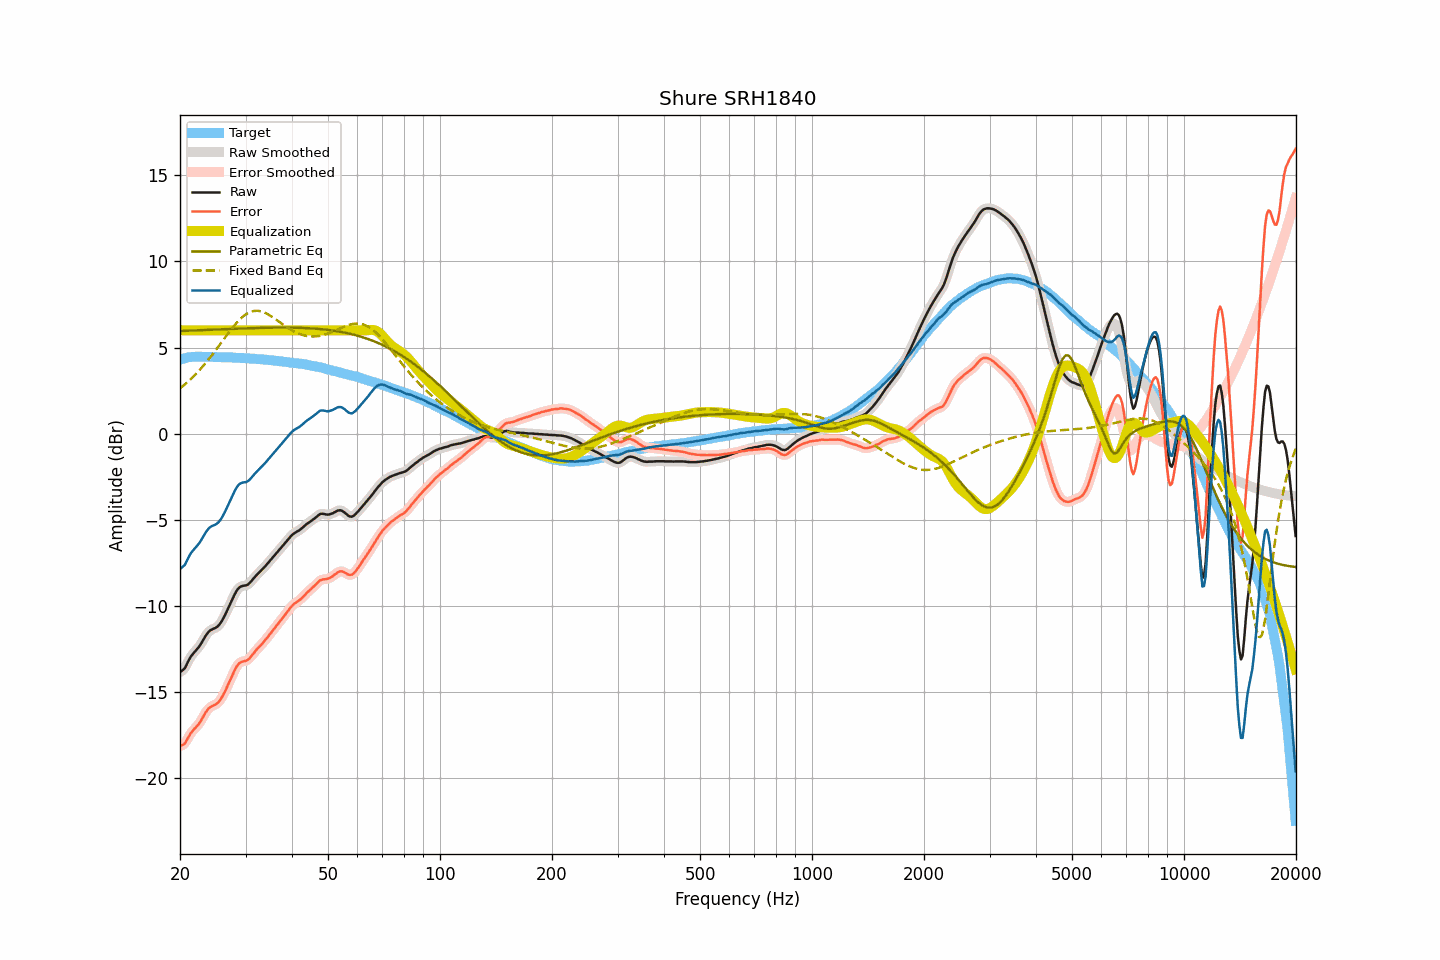 Shure SRH1840
Target
Raw Smoothed
Error Smoothed
Raw
Error
Equalization
Parametric Eq
Fixed Band Eq
Equalized
15
10
5
0
−5
−10
−15
−20
Amplitude (dBr)
20 50 100 200 500 1000 2000 5000 10000 20000
Frequency (Hz)